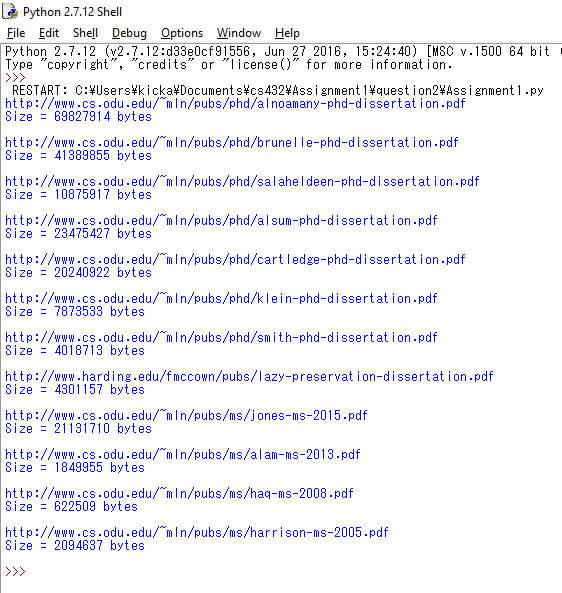 Python 2.7.12 Shell
File Edit Shell Debug Options Window Help
Python 2.7.12 (v2.7.12:d33e0cf91556, Jun 27 2016, 15:24:40) [MSC v.1500 64 bit (
Type "copyright", "credits" or "license()" for more information.
>>>
RESTART: C:¥Users¥kicka¥Documents¥cs432¥Assignment1¥question2¥Assignment1.py
http://www.cs.odu.edu/~mln/pubs/phd/alnoamany-phd-dissertation.pdf
Size = 69827914 bytes
http://www.cs.odu.edu/~mln/pubs/phd/brunelle-phd-dissertation.pdf
Size = 41389855 bytes
http://www.cs.odu.edu/~mln/pubs/phd/salaheldeen-phd-dissertation.pdf
Size = 10875917 bytes
http://www.cs.odu.edu/~mln/pubs/phd/alsum-phd-dissertation.pdf
Size = 23475427 bytes
http://www.cs.odu.edu/~mln/pubs/phd/cartledge-phd-dissertation.pdf
Size = 20240922 bytes
http://www.cs.odu.edu/~mln/pubs/phd/klein-phd-dissertation.pdf
Size = 7873533 bytes
http://www.cs.odu.edu/~mln/pubs/phd/smith-phd-dissertation.pdf
Size = 4018713 bytes
http://www.harding.edu/fmccown/pubs/lazy-preservation-dissertation.pdf
Size = 4301157 bytes
http://www.cs.odu.edu/~mln/pubs/ms/jones-ms-2015.pdf
Size = 21131710 bytes
http://www.cs.odu.edu/~mln/pubs/ms/alam-ms-2013.pdf
Size = 1849955 bytes
http://www.cs.odu.edu/~mln/pubs/ms/haq-ms-2008.pdf
Size = 622509 bytes
http://www.cs.odu.edu/~mln/pubs/ms/harrison-ms-2005.pdf
Size = 2094637 bytes
>>>